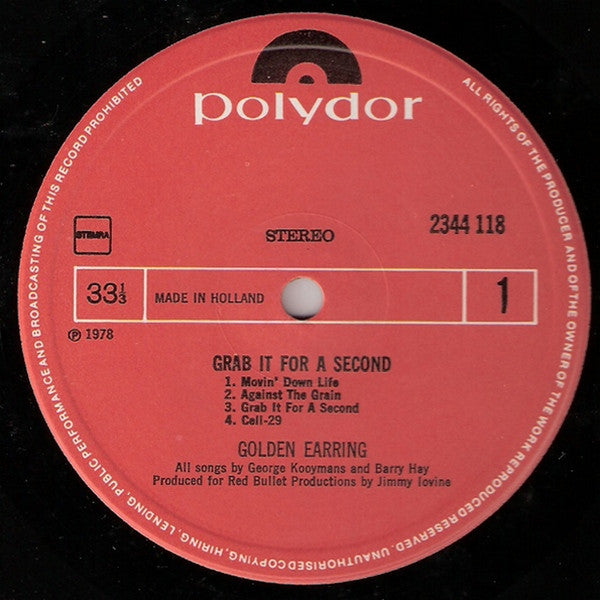 polydor
STEMRA
STEREO
2344 118
33⅓
MADE IN HOLLAND
1
℗ 1978
GRAB IT FOR A SECOND
1. Movin' Down Life
2. Against The Grain
3. Grab It For A Second
4. Cell-29
GOLDEN EARRING
All songs by George Kooymans and Barry Hay
Produced for Red Bullet Productions by Jimmy Iovine
ALL RIGHTS OF THE PRODUCER AND OF THE OWNER OF THE WORK REPRODUCED RESERVED. UNAUTHORISED COPYING, HIRING, LENDING, PUBLIC PERFORMANCE AND BROADCASTING OF THIS RECORD PROHIBITED